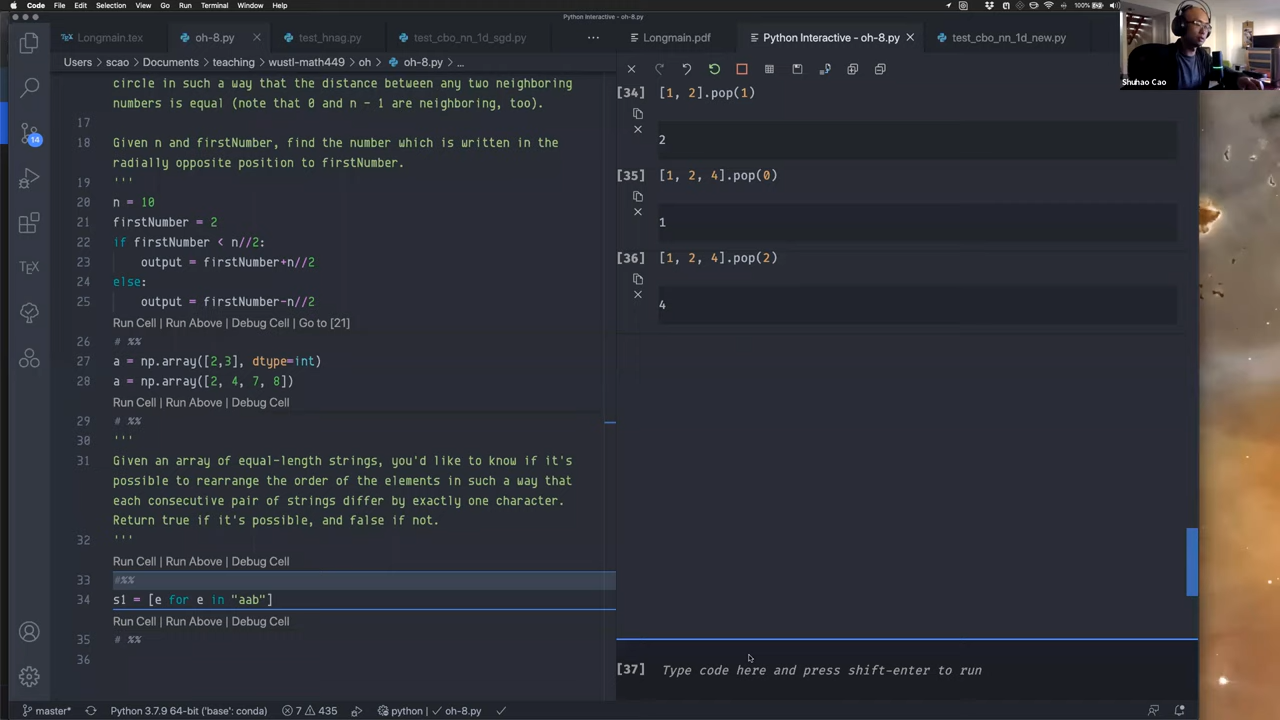 Code File Edit Selection View Go Run Terminal Window Help
100%
Python Interactive - oh-8.py
Longmain.tex
oh-8.py
test_hnag.py
test_cbo_nn_1d_sgd.py
Longmain.pdf
Python Interactive - oh-8.py
test_cbo_nn_1d_new.py
Shuhao Cao
Users > scao > Documents > teaching > wustl-math449 > oh > oh-8.py > ...
circle in such a way that the distance between any two neighboring
numbers is equal (note that 0 and n - 1 are neighboring, too).
17
18 Given n and firstNumber, find the number which is written in the
radially opposite position to firstNumber.
19 '''
20 n = 10
21 firstNumber = 2
22 if firstNumber < n//2:
23 output = firstNumber+n//2
24 else:
25 output = firstNumber-n//2
Run Cell | Run Above | Debug Cell | Go to [21]
26 # %%
27 a = np.array([2,3], dtype=int)
28 a = np.array([2, 4, 7, 8])
Run Cell | Run Above | Debug Cell
29 # %%
30 '''
31 Given an array of equal-length strings, you'd like to know if it's
possible to rearrange the order of the elements in such a way that
each consecutive pair of strings differ by exactly one character.
Return true if it's possible, and false if not.
32 '''
Run Cell | Run Above | Debug Cell
33 #%%
34 s1 = [e for e in "aab"]
Run Cell | Run Above | Debug Cell
35 # %%
36
14
TEX
[34] [1, 2].pop(1)
2
[35] [1, 2, 4].pop(0)
1
[36] [1, 2, 4].pop(2)
4
[37] Type code here and press shift-enter to run
master* Python 3.7.9 64-bit ('base': conda) 7 435 python | ✓ oh-8.py ✓